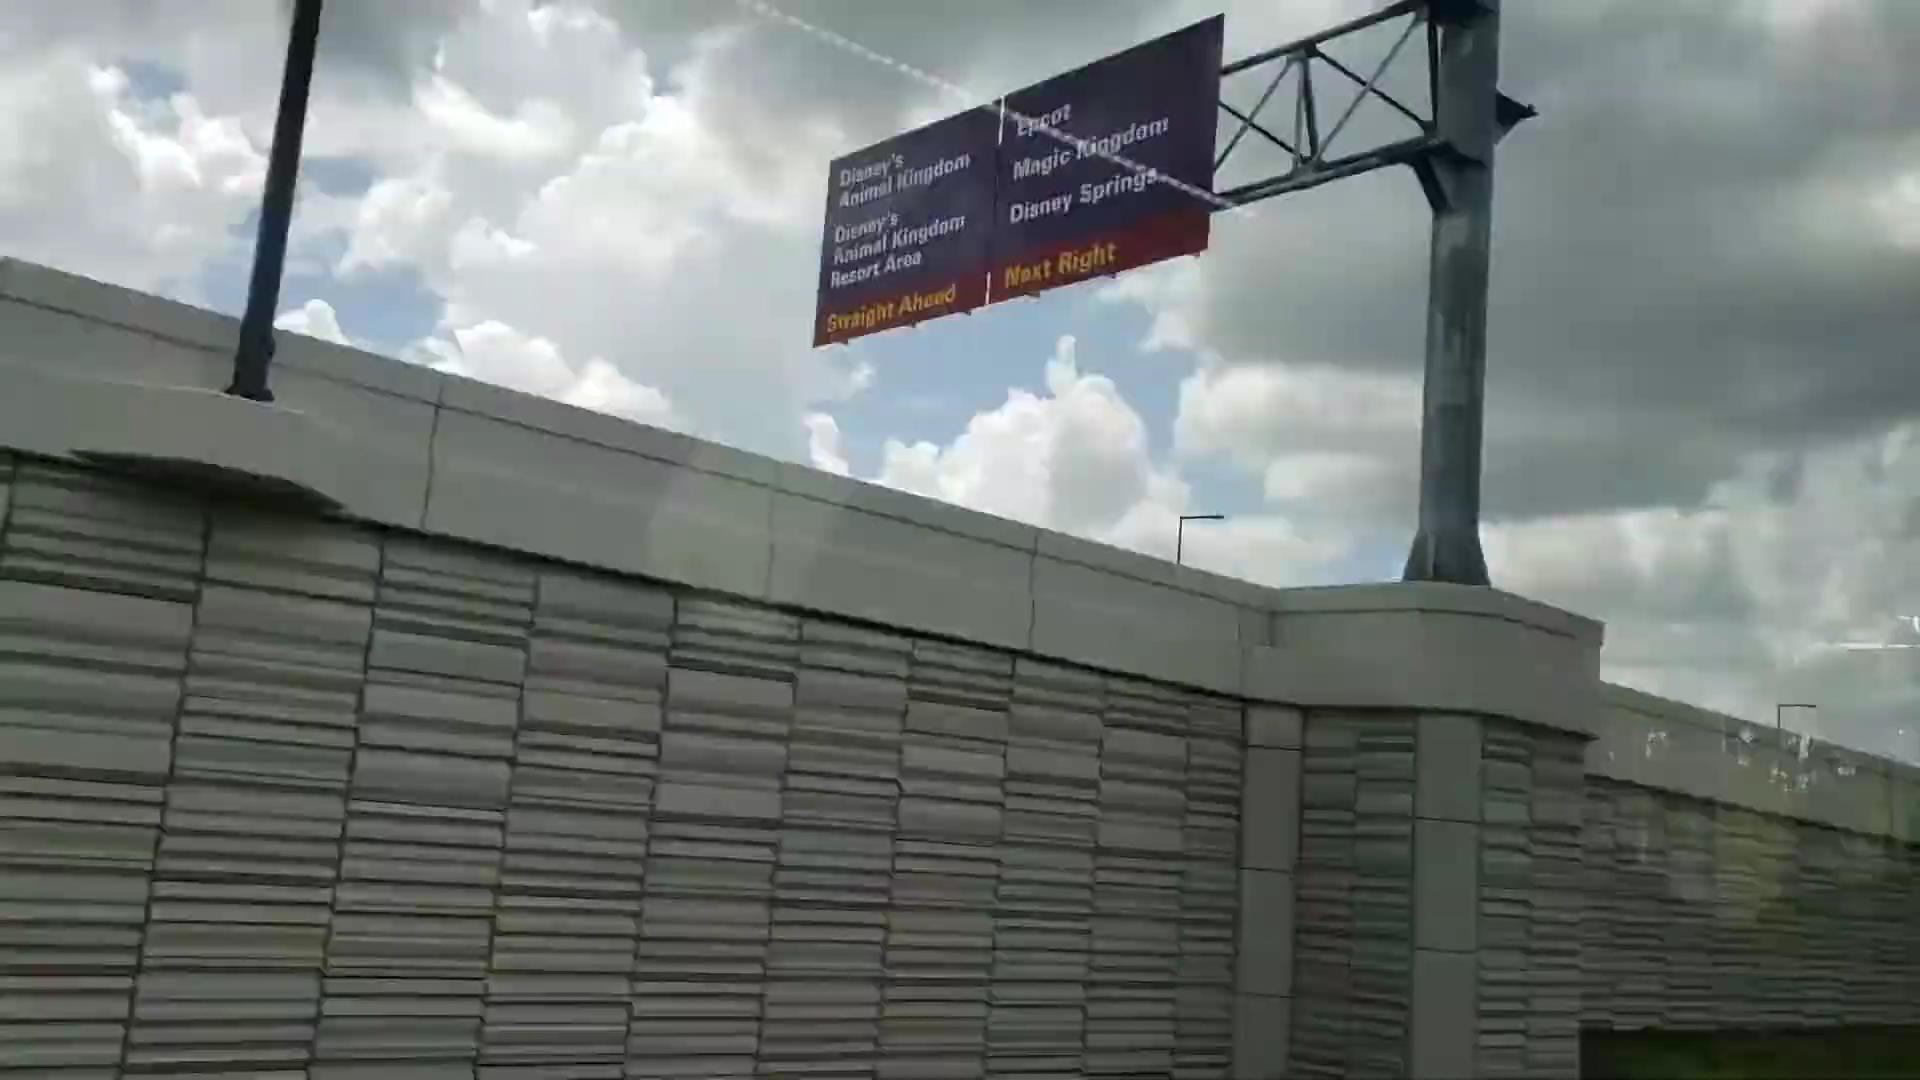 Disney's
Animal Kingdom
Disney's
Animal Kingdom
Resort Area
Straight Ahead
Epcot
Magic Kingdom
Disney Springs
Next Right